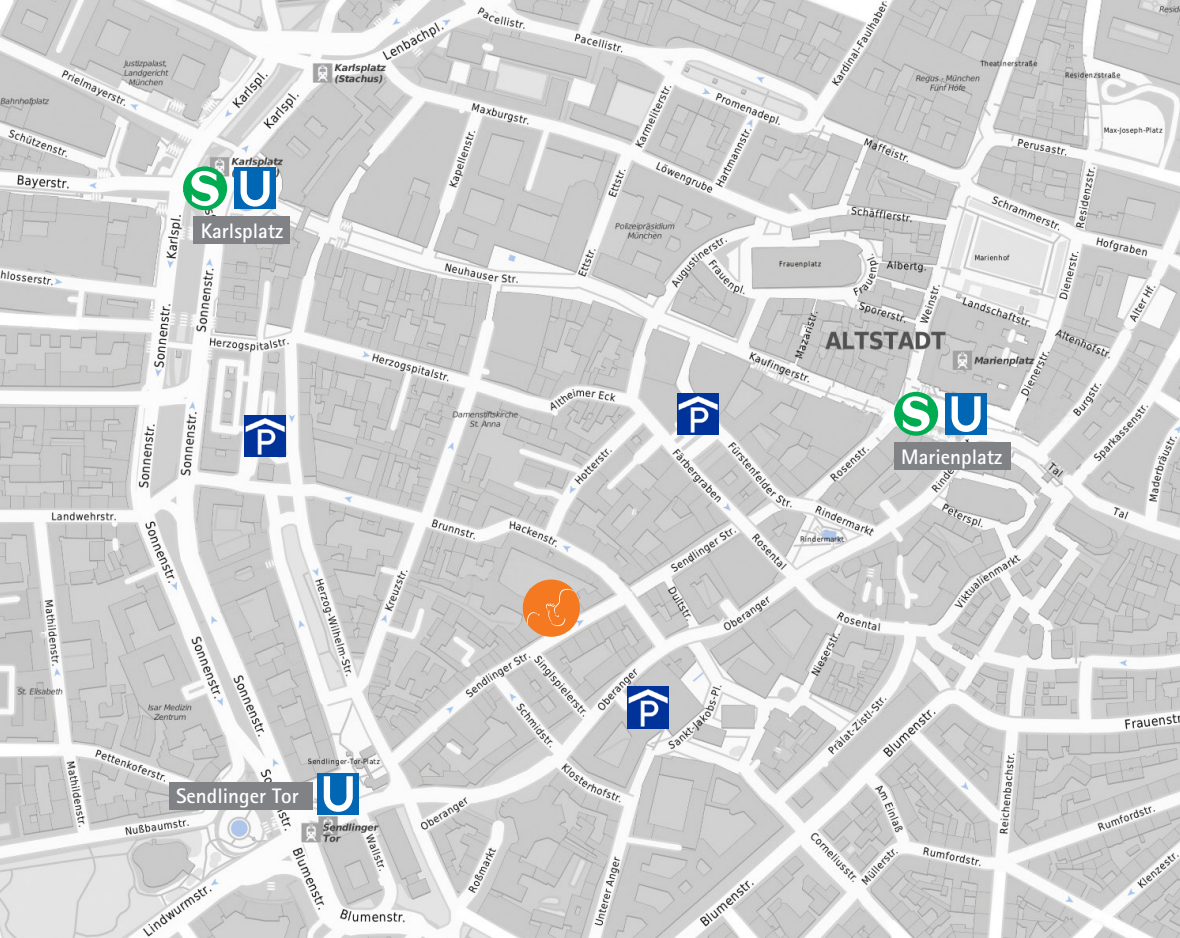 Pacellistr.
Lenbachpl.
Pacellistr.
Kardinal-Faulhaber
Justizpalast,
Landgericht
München
Karlsplatz
(Stachus)
Theatinerstraße
Residenzstraße
Prielmayerstr.
Karlspl.
Karlspl.
Regus - München
Fünf Höfe
Bahnhofplatz
Maxburgstr.
Karmeliterstr.
Promenadepl.
Max-Joseph-Platz
Schützenstr.
Kapellenstr.
Hartmannstr.
Maffeistr.
Perusastr.
Karlsplatz
Bayerstr.
S
U
Löwengrube
Ettstr.
Residenzstr.
Karlsplatz
Karlspl.
Polizeipräsidium
München
Schäfflerstr.
Schrammerstr.
Hofgraben
Augustinerstr.
Ettstr.
Frauenplatz
Frauenpl.
Frauenpl.
Albertg.
Marienhof
Dienerstr.
Neuhauser Str.
Sonnenstr.
Sonnenstr.
Sporerstr.
Weinstr.
Landschaftstr.
Alter Hf.
Mazaristr.
ALTSTADT
Altenhofstr.
Herzogspitalstr.
Herzogspitalstr.
Kaufingerstr.
Marienplatz
Dienerstr.
Altheimer Eck
Burgstr.
Damenstiftskirche
St. Anna
P
P
S
U
Sparkassenstr.
Sonnenstr.
Sonnenstr.
Hotterstr.
Färbergraben
Fürstenfelder Str.
Rosenstr.
Marienplatz
Tal
Maderbräustr.
Landwehrstr.
Brunnstr.
Hackenstr.
Rindermarkt
Rindermarkt
Peterspl.
Tal
Sonnenstr.
Sendlinger Str.
Rosental
Viktualienmarkt
Herzog-Wilhelm-Str.
Kreuzstr.
Dultstr.
Oberanger
Rosental
Mathildenstr.
Sonnenstr.
Sendlinger Str.
Singlspielerstr.
Nieserstr.
St. Elisabeth
Isar Medizin
Zentrum
Sonnenstr.
Oberanger
P
Sankt-Jakobs-Pl.
Schmidstr.
Prälat-Zistl-Str.
Blumenstr.
Frauenstr
Pettenkoferstr.
Sendlinger-Tor-Platz
Klosterhofstr.
Mathildenstr.
Sendlinger Tor
U
Oberanger
Reichenbachstr.
Am Einlaß
Nußbaumstr.
Sendlinger
Tor
Rumfordstr.
Wallstr.
Corneliusstr.
Müllerstr.
Rumfordstr.
Roßmarkt
Unterer Anger
Klenzestr.
Blumenstr.
Lindwurmstr.
Blumenstr.
Blumenstr.